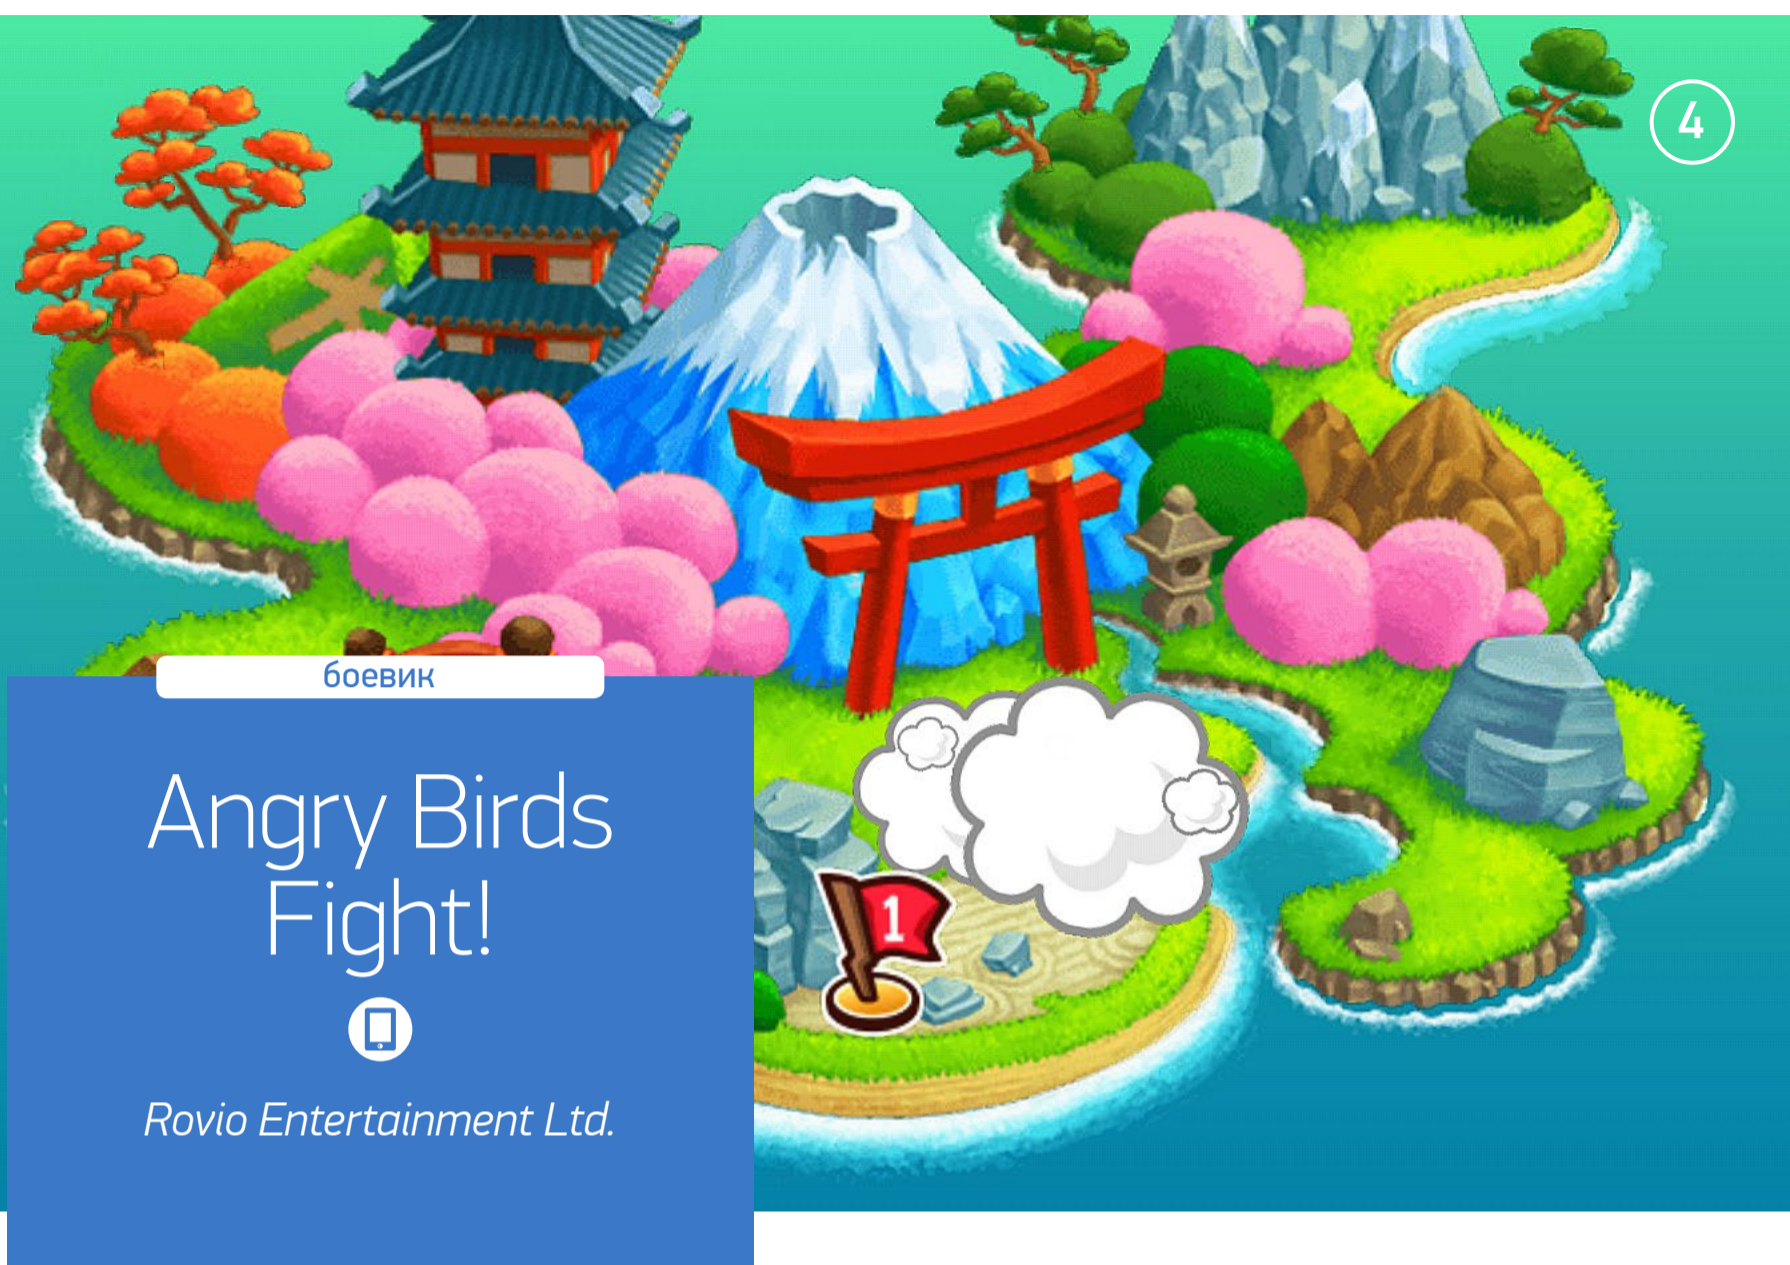 4
боевик
Angry Birds
Fight!
Rovio Entertainment Ltd.
1